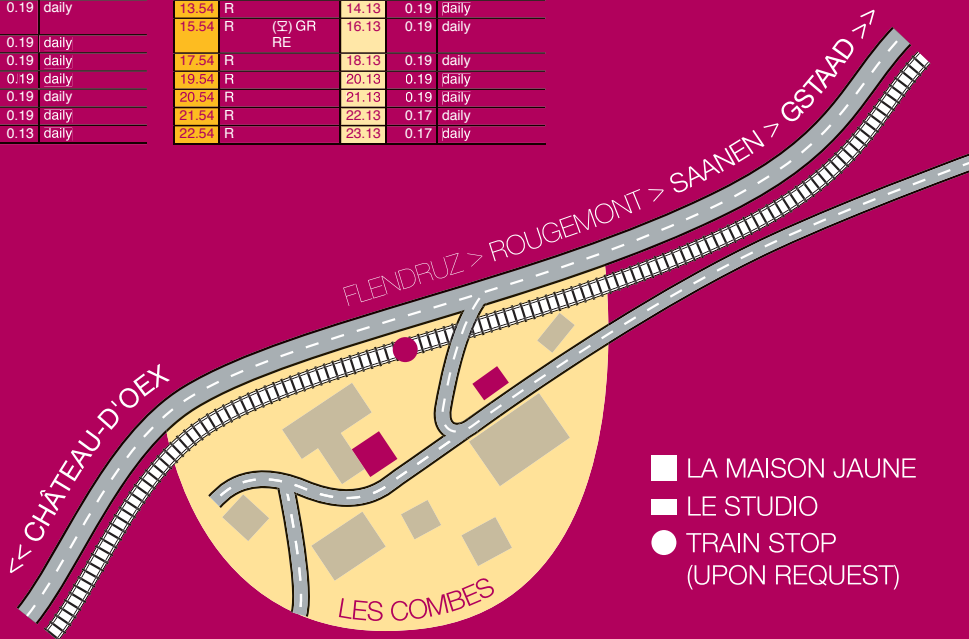 0.19 daily
0.19 daily
0.19 daily
0.19 daily
0.19 daily
0.19 daily
0.13 daily
13.54 R 14.13 0.19 daily
15.54 R GR 16.13 0.19 daily
RE
17.54 R 18.13 0.19 daily
19.54 R 20.13 0.19 daily
20.54 R 21.13 0.19 daily
21.54 R 22.13 0.17 daily
22.54 R 23.13 0.17 daily
FLENDRUZ > ROUGEMONT > SAANEN > GSTAAD >>
<< CHÂTEAU-D'OEX
LES COMBES
LA MAISON JAUNE
LE STUDIO
TRAIN STOP
(UPON REQUEST)